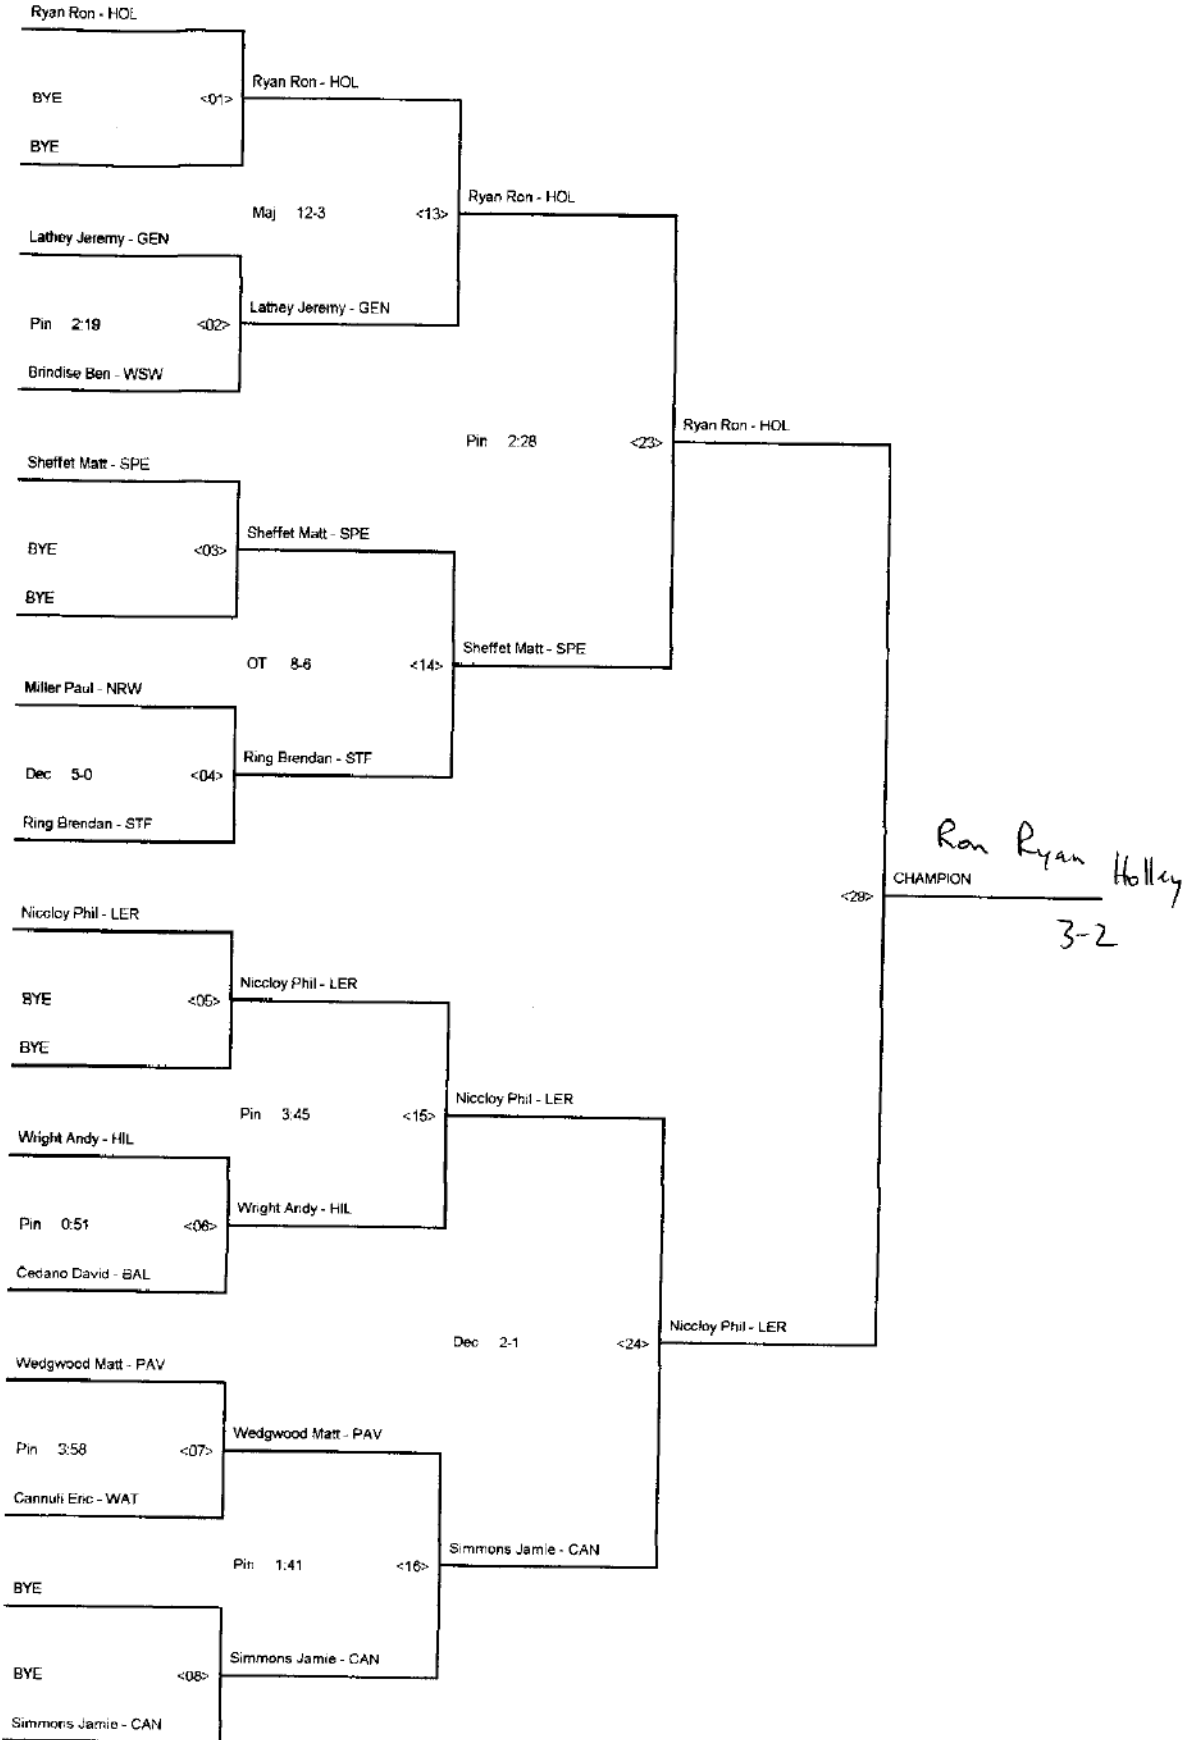 Ryan Ron - HOL
Ryan Ron - HOL
BYE <01>
BYE
Ryan Ron - HOL
Maj 12-3 <13>
Lathey Jeremy - GEN
Lathey Jeremy - GEN
Pin 2:19 <02>
Brindise Ben - WSW
Ryan Ron - HOL
Pin 2:28 <23>
Sheffet Matt - SPE
Sheffet Matt - SPE
BYE <03>
BYE
Sheffet Matt - SPE
OT 8-6 <14>
Miller Paul - NRW
Ring Brendan - STF
Dec 5-0 <04>
Ring Brendan - STF
Ron Ryan Holley
CHAMPION
<29>
3-2
Niccloy Phil - LER
Niccloy Phil - LER
BYE <05>
BYE
Niccloy Phil - LER
Pin 3:45 <15>
Wright Andy - HIL
Wright Andy - HIL
Pin 0:51 <06>
Cedano David - BAL
Niccloy Phil - LER
Dec 2-1 <24>
Wedgwood Matt - PAV
Wedgwood Matt - PAV
Pin 3:58 <07>
Cannuli Eric - WAT
Simmons Jamie - CAN
Pin 1:41 <16>
BYE
Simmons Jamie - CAN
BYE <08>
Simmons Jamie - CAN